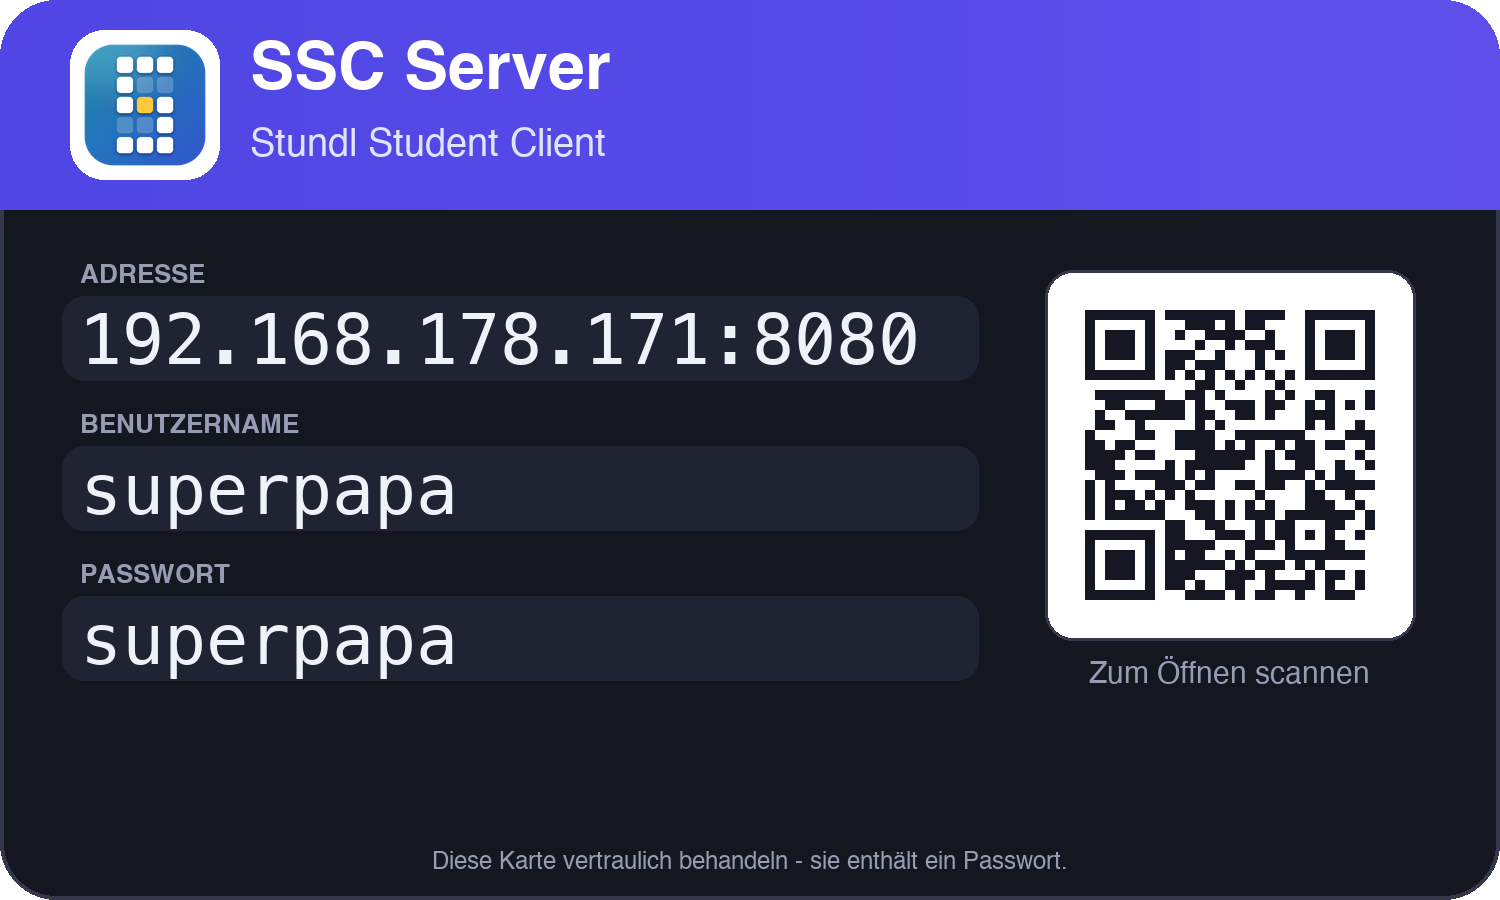 SSC Server
Stundl Student Client
ADRESSE
192.168.178.171:8080
BENUTZERNAME
superpapa
PASSWORT
superpapa
Zum Öffnen scannen
Diese Karte vertraulich behandeln - sie enthält ein Passwort.